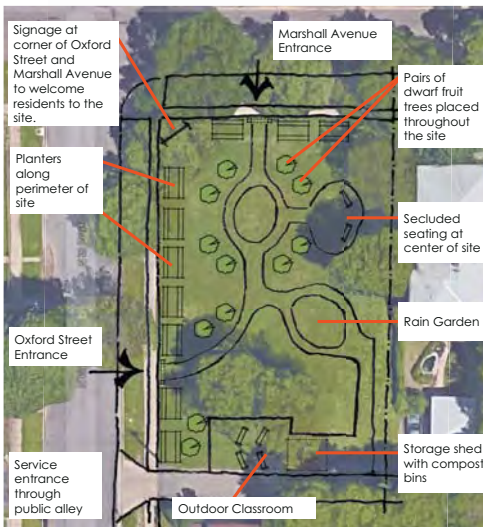 Signage at
corner of Oxford
Street and
Marshall Avenue
to welcome
residents to the
site.
Marshall Avenue
Entrance
Pairs of
dwarf fruit
trees placed
throughout
the site
Planters
along
perimeter of
site
Secluded
seating at
center of site
Rain Garden
Oxford Street
Entrance
Storage shed
with compost
bins
Service
entrance
through
public alley
Outdoor Classroom